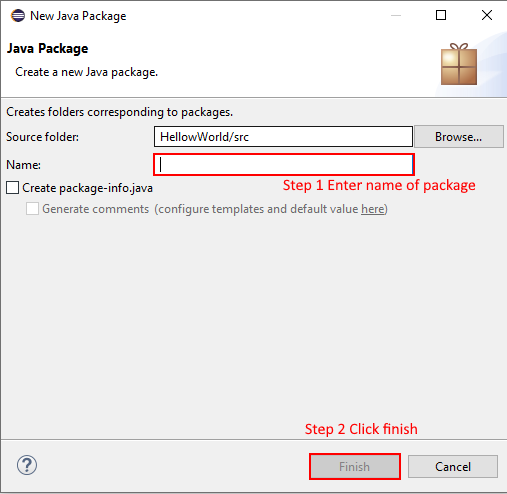 New Java Package
Java Package
Create a new Java package.
Creates folders corresponding to packages.
Source folder: HellowWorld/src Browse...
Name:
Step 1 Enter name of package
Create package-info.java
Generate comments (configure templates and default value here)
Step 2 Click finish
? Finish Cancel